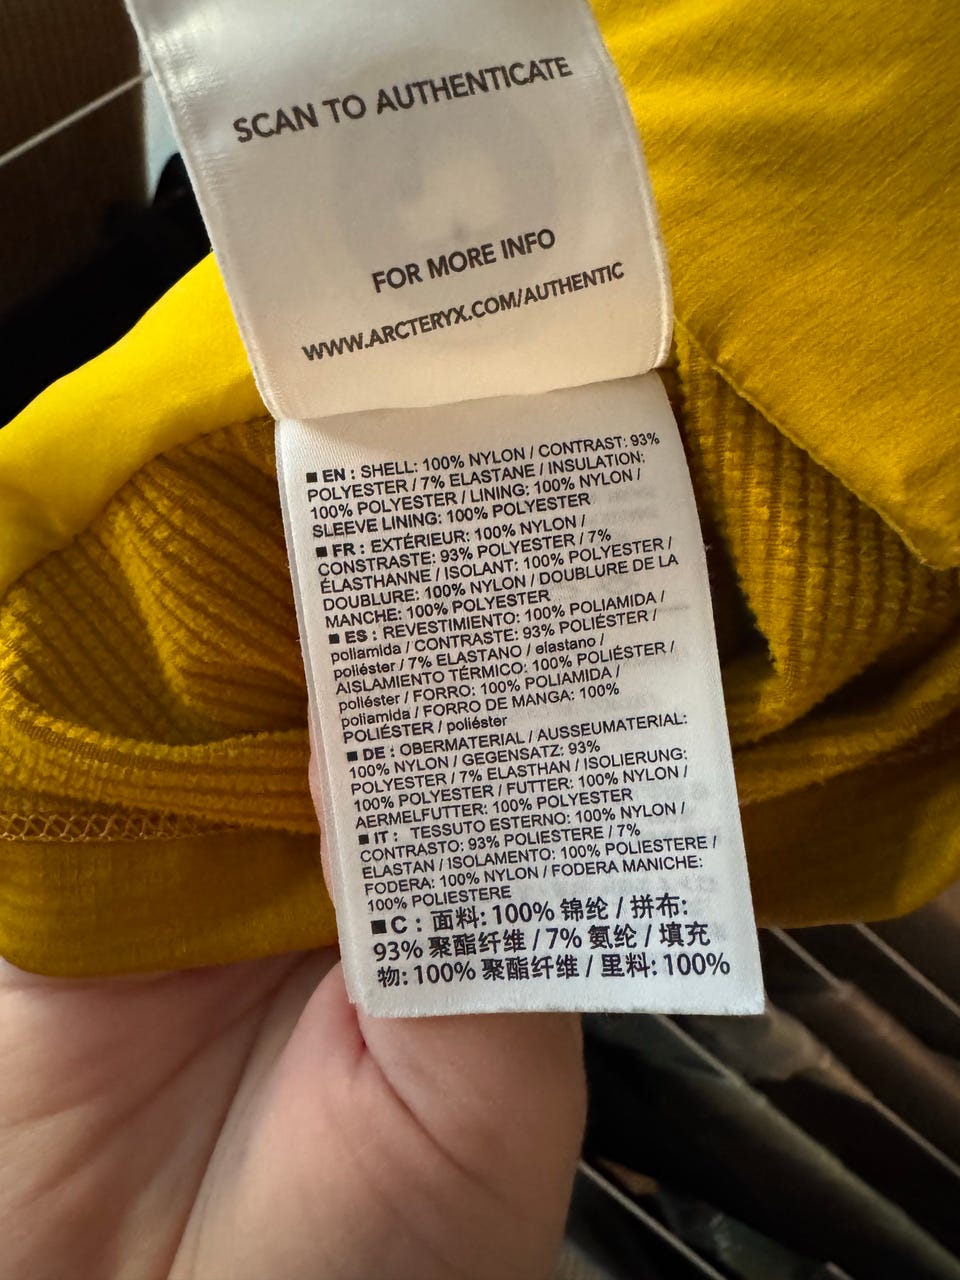 SCAN TO AUTHENTICATE
FOR MORE INFO
WWW.ARCTERYX.COM/AUTHENTIC
■ EN : SHELL: 100% NYLON / CONTRAST: 93%
POLYESTER / 7% ELASTANE / INSULATION:
100% POLYESTER / LINING: 100% NYLON /
SLEEVE LINING: 100% POLYESTER
■ FR : EXTÉRIEUR: 100% NYLON /
CONSTRASTE: 93% POLYESTER / 7%
ÉLASTHANNE / ISOLANT: 100% POLYESTER /
DOUBLURE: 100% NYLON / DOUBLURE DE LA
MANCHE: 100% POLYESTER
■ ES : REVESTIMIENTO: 100% POLIAMIDA /
poliamida / CONTRASTE: 93% POLIÉSTER /
poliéster / 7% ELASTANO / elastano /
AISLAMIENTO TÉRMICO: 100% POLIÉSTER /
poliéster / FORRO: 100% POLIAMIDA /
poliamida / FORRO DE MANGA: 100%
POLIÉSTER / poliéster
■ DE : OBERMATERIAL / AUSSEUMATERIAL:
100% NYLON / GEGENSATZ: 93%
POLYESTER / 7% ELASTHAN / ISOLIERUNG:
100% POLYESTER / FUTTER: 100% NYLON /
AERMELFUTTER: 100% POLYESTER
■ IT : TESSUTO ESTERNO: 100% NYLON /
CONTRASTO: 93% POLIESTERE / 7%
ELASTAN / ISOLAMENTO: 100% POLIESTERE /
FODERA: 100% NYLON / FODERA MANICHE:
100% POLIESTERE
■ C : 面料: 100% 锦纶 / 拼布:
93% 聚酯纤维 / 7% 氨纶 / 填充
物: 100% 聚酯纤维 / 里料: 100%